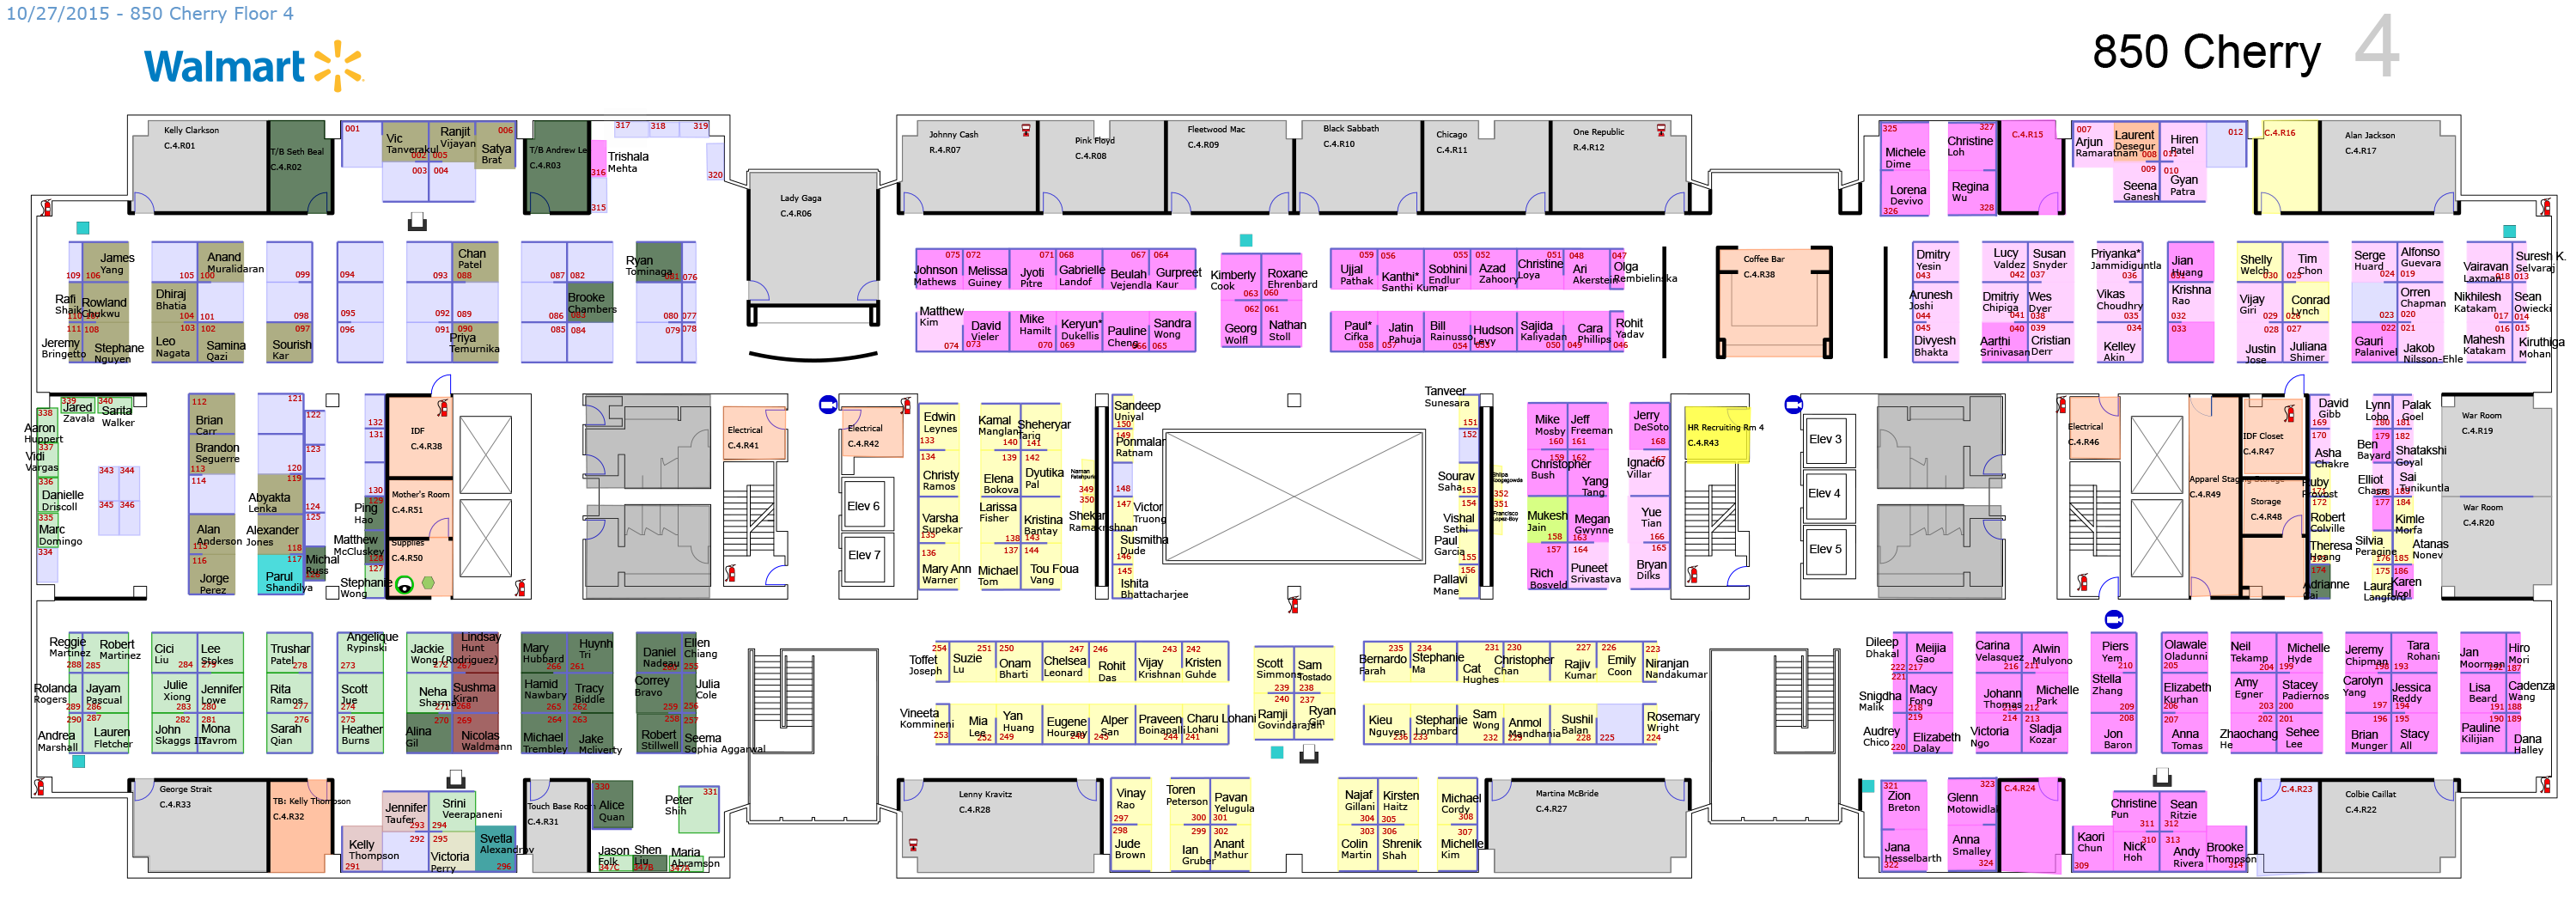 10/27/2015 - 850 Cherry Floor 4
Walmart
850 Cherry 4
Kelly Clarkson
C.4.R01
T/B Seth Beal
C.4.R02
001
Vic
Tanverakul
002
003
Ranjit
Vijayan
005
004
006
Satya
Brat
T/B Andrew Le
C.4.R03
317
318
319
320
Trishala
Mehta
316
315
Lady Gaga
C.4.R06
Johnny Cash
R.4.R07
Pink Floyd
C.4.R08
Fleetwood Mac
C.4.R09
Black Sabbath
C.4.R10
Chicago
C.4.R11
One Republic
R.4.R12
325
Michele
Dime
Lorena
Devivo
326
327
Christine
Loh
Regina
Wu
328
C.4.R15
007
Arjun
Ramaratnam
Laurent
Desegur
008
009
Seena
Ganesh
Hiren
Patel
011
010
Gyan
Patra
012
C.4.R16
Alan Jackson
C.4.R17
James
Yang
109
106
Rafi
Shaik
Rowland
Chukwu
110
107
111
108
Jeremy
Bringetto
Stephane
Nguyen
105
100
Anand
Muralidaran
Dhiraj
Bhatia
104
101
103
102
Leo
Nagata
Samina
Qazi
099
098
097
Sourish
Kar
094
095
096
093
088
Chan
Patel
092
089
091
090
Priya
Temurnika
087
082
Brooke
Chambers
086
083
085
084
Ryan
Tominaga
081
076
080
077
079
078
075
072
Johnson
Mathews
Melissa
Guiney
Matthew
Kim
David
Vieler
074
073
071
068
Jyoti
Pitre
Gabrielle
Landof
Mike
Hamilt
Keryun*
Dukellis
070
069
067
064
Beulah
Vejendla
Gurpreet
Kaur
Pauline
Cheng
Sandra
Wong
066
065
Kimberly
Cook
Roxane
Ehrenbard
063
060
062
061
Georg
Wolfl
Nathan
Stoll
059
056
Ujjal
Pathak
Kanthi*
Santhi Kumar
Paul*
Cifka
Jatin
Pahuja
058
057
055
052
Sobhini
Endlur
Azad
Zahoory
Bill
Rainusso
Hudson
Levy
054
053
051
048
Christine
Loya
Ari
Akerstein
Sajida
Kaliyadan
Cara
Phillips
050
049
047
Olga
Rembielinska
Rohit
Yadav
046
Coffee Bar
C.4.R38
Dmitry
Yesin
043
Arunesh
Joshi
044
045
Divyesh
Bhakta
Lucy
Valdez
Susan
Snyder
042
037
Dmitriy
Chipiga
Wes
Dyer
041
038
040
039
Aarthi
Srinivasan
Cristian
Derr
Priyanka*
Jammidiguntla
036
Vikas
Choudhry
035
034
Kelley
Akin
Jian
Huang
031
Krishna
Rao
032
033
Shelly
Welch
Tim
Chon
030
025
Vijay
Giri
Conrad
Lynch
029
026
028
027
Justin
Jose
Juliana
Shimer
Serge
Huard
Alfonso
Guevara
024
019
Orren
Chapman
023
020
022
021
Gauri
Palanivel
Jakob
Nilsson-Ehle
Vairavan
Laxman
Suresh K.
Selvaraj
018
013
Nikhilesh
Katakam
Sean
Owiecki
017
014
016
015
Mahesh
Katakam
Kiruthiga
Mohan
339
Jared
Zavala
340
Sarita
Walker
338
Aaron
Huppert
337
Vidi
Vargas
336
Danielle
Driscoll
335
Marc
Domingo
334
343
344
345
346
112
Brian
Carr
Brandon
Seguerre
113
114
Alan
Anderson
115
116
Jorge
Perez
121
120
119
Abyakta
Lenka
Alexander
Jones
118
117
Parul
Shandilya
122
123
124
125
Michal
Russ
126
132
131
130
129
Ping
Hao
Matthew
McCluskey
128
127
Stephanie
Wong
IDF
C.4.R38
Mother's Room
C.4.R51
Supplies
C.4.R50
Electrical
C.4.R41
Electrical
C.4.R42
Elev 6
Elev 7
Edwin
Leynes
133
134
Christy
Ramos
Varsha
Supekar
135
136
Mary Ann
Warner
Kamal
Manglani
Sheheryar
Tariq
140
141
139
142
Elena
Bokova
Dyutika
Pal
Larissa
Fisher
Kristina
Bantay
138
143
137
144
Michael
Tom
Tou Foua
Vang
349
350
Shekar
Ramakrishnan
Sandeep
Uniyal
150
149
Ponmalar
Ratnam
148
147
Victor
Truong
Susmitha
Dude
146
145
Ishita
Bhattacharjee
Tanveer
Sunesara
151
152
Sourav
Saha
153
154
Vishal
Sethi
Paul
Garcia
155
156
Pallavi
Mane
352
351
Mike
Mosby
Jeff
Freeman
160
161
159
162
Christopher
Bush
Yang
Tang
Mukesh
Jain
Megan
Gwynne
158
163
157
164
Rich
Bosveld
Puneet
Srivastava
Jerry
DeSoto
168
167
Ignacio
Villar
Yue
Tian
166
165
Bryan
Dilks
HR Recruiting Rm 4
C.4.R43
Elev 3
Elev 4
Elev 5
Electrical
C.4.R46
IDF Closet
C.4.R47
Apparel Staging Storage
C.4.R49
Storage
C.4.R48
David
Gibb
169
170
Asha
Chakre
Ruby
Provost
171
172
Robert
Colville
Theresa
Hoang
173
174
Adrianne
Cai
Lynn
Lobo
Palak
Goel
180
181
179
182
Ben
Bayard
Shatakshi
Goyal
Elliot
Chase
Sai
Tunikuntla
178
183
177
184
Kimle
Morfa
Silvia
Peragine
Atanas
Nonev
176
185
175
186
Laura
Langford
Karen
Ucol
War Room
C.4.R19
War Room
C.4.R20
Reggie
Martinez
Robert
Martinez
288
285
Rolanda
Rogers
Jayam
Pascual
289
286
290
287
Andrea
Marshall
Lauren
Fletcher
Cici
Liu
Lee
Stokes
284
279
Julie
Xiong
Jennifer
Jowe
283
280
282
281
John
Skaggs III
Mona
Tavrom
Trushar
Patel
278
Rita
Ramos
277
276
Sarah
Qian
Angelique
Rypinski
273
Scott
Jue
274
275
Heather
Burns
Jackie
Wong (Rodriguez)
Lindsay
Hunt
272
267
Neha
Sharma
Sushma
Kiran
271
268
270
269
Alina
Gil
Nicolas
Waldmann
Mary
Hubbard
Huynh
Tri
266
261
Hamid
Nawbary
Tracy
Biddle
265
262
264
263
Michael
Trembley
Jake
Mcliverty
Daniel
Nadeau
Ellen
Chiang
260
255
Correy
Bravo
Julia
Cole
259
256
258
257
Robert
Stillwell
Seema
Sophia Aggarwal
254
251
Toffet
Joseph
Suzie
Lu
Vineeta
Kommineni
Mia
Lee
253
252
250
247
Onam
Bharti
Chelsea
Leonard
Yan
Huang
Eugene
Hourany
249
248
246
243
Rohit
Das
Vijay
Krishnan
Alper
San
Praveen
Boinapalli
245
244
242
Kristen
Guhde
Charu Lohani
Lohani
241
Scott
Simmons
Sam
Tostado
239
238
240
237
Ramji
Govindarajan
Ryan
Gin
235
234
Bernardo
Farah
Stephanie
Ma
Kieu
Nguyen
Stephanie
Lombard
236
233
231
230
Cat
Hughes
Christopher
Chan
Sam
Wong
Anmol
Mandhania
232
229
227
226
Rajiv
Kumar
Emily
Coon
Sushil
Balan
228
225
223
Niranjan
Nandakumar
Rosemary
Wright
224
Dileep
Dhakal
Meijia
Gao
222
217
221
Snigdha
Malik
Macy
Fong
218
219
Audrey
Chico
220
Elizabeth
Dalay
Carina
Velasquez
Alwin
Mulyono
216
211
Johann
Thomas
Michelle
Park
215
212
214
213
Victoria
Ngo
Sladja
Kozar
Piers
Yem
210
Stella
Zhang
209
208
Jon
Baron
Olawale
Oladunni
205
Elizabeth
Kurhan
206
207
Anna
Tomas
Neil
Tekamp
Michelle
Hyde
204
199
Amy
Egner
Stacey
Padiernos
203
200
202
201
Zhaochang
He
Sehee
Lee
Jeremy
Chipman
Tara
Rohani
198
193
Carolyn
Yang
Jessica
Reddy
197
194
196
195
Brian
Munger
Stacy
All
Jan
Moorman
Hiro
Mori
192
187
Lisa
Beard
Cadenza
Wang
191
188
190
189
Pauline
Kilijian
Dana
Halley
George Strait
C.4.R33
TB: Kelly Thompson
C.4.R32
Jennifer
Taufer
Srini
Veerapaneni
293
294
292
295
Kelly
Thompson
291
Victoria
Perry
Svetla
Alexandrov
296
Touch Base Room
C.4.R31
330
Alice
Quan
Peter
Shih
331
Jason
Folk
347C
Shen
Liu
347B
Maria
Abramson
347A
Lenny Kravitz
C.4.R28
Vinay
Rao
297
298
Jude
Brown
Toren
Peterson
Pavan
Yelugula
300
301
299
302
Ian
Gruber
Anant
Mathur
Najaf
Gillani
Kirsten
Haitz
304
305
303
306
Colin
Martin
Shrenik
Shah
Michael
Cordy
308
307
Michelle
Kim
Martina McBride
C.4.R27
321
Zion
Breton
Jana
Hesselbarth
322
323
Glenn
Motowidlak
Anna
Smalley
324
C.4.R24
Christine
Pun
Sean
Ritzie
311
312
310
313
Kaori
Chun
309
Nick
Hoh
Andy
Rivera
Brooke
Thompson
314
C.4.R23
Colbie Caillat
C.4.R22